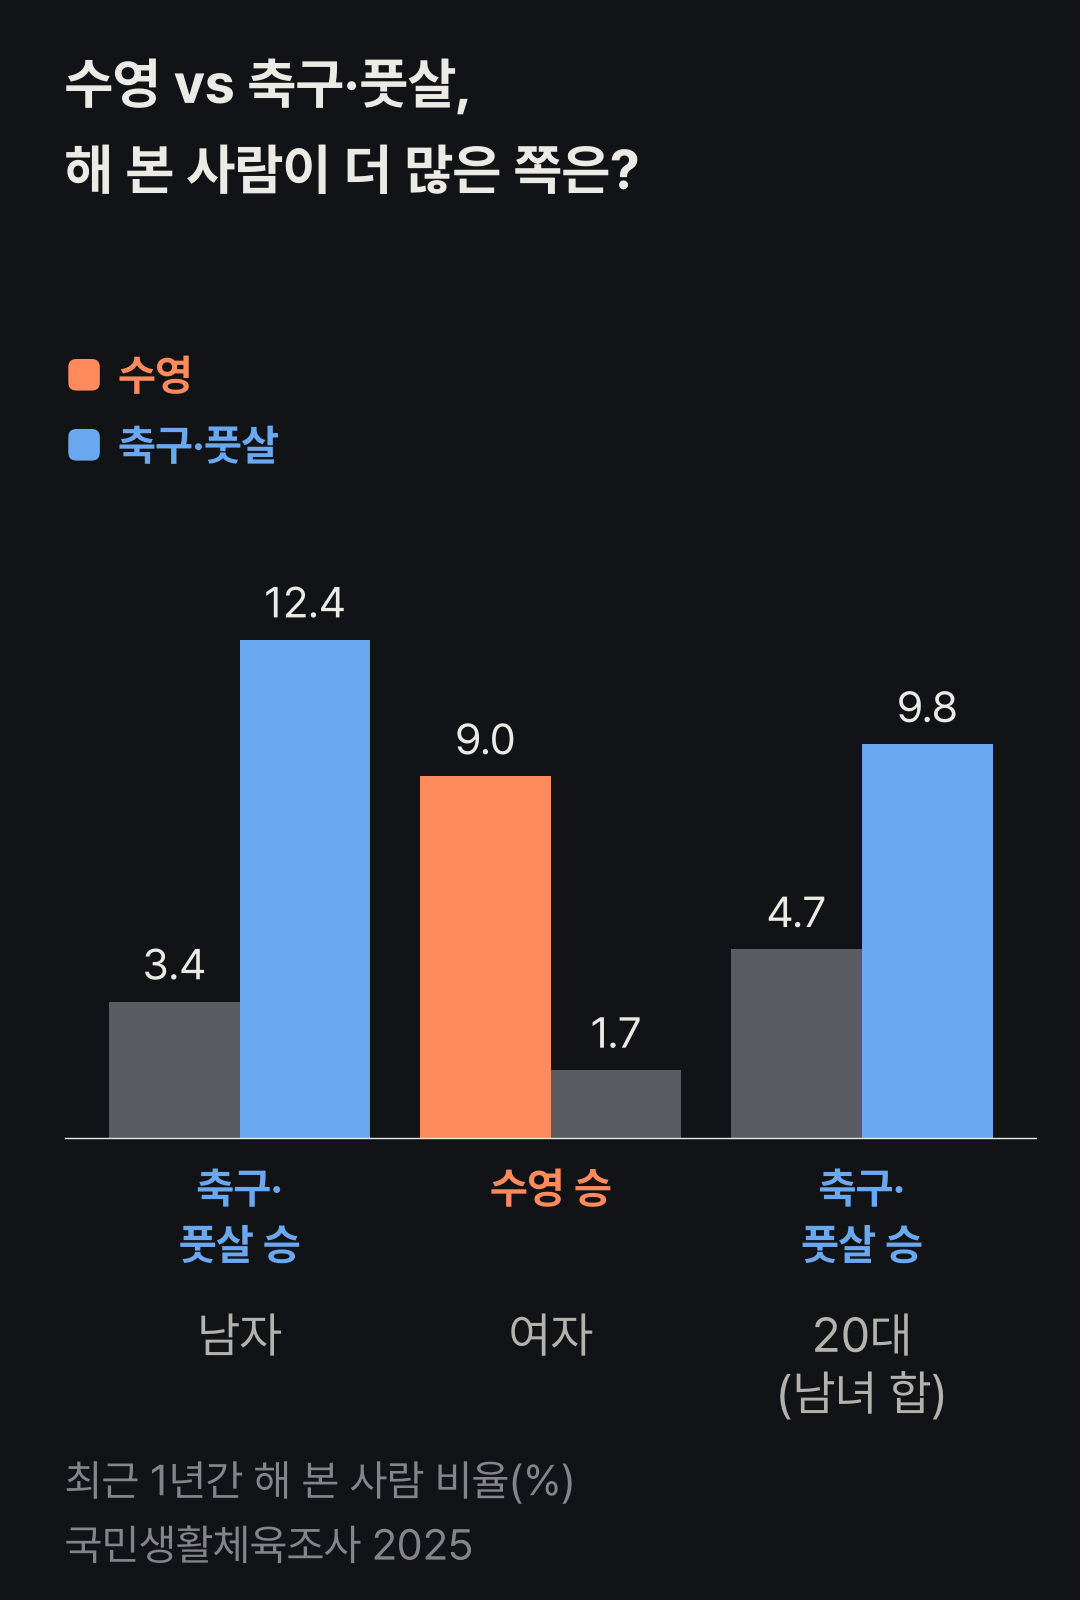 수영 vs 축구·풋살,
해 본 사람이 더 많은 쪽은?
수영
축구·풋살
12.4
9.8
9.0
4.7
3.4
1.7
축구·
풋살 승
수영 승
축구·
풋살 승
남자
여자
20대
(남녀 합)
최근 1년간 해 본 사람 비율(%)
국민생활체육조사 2025